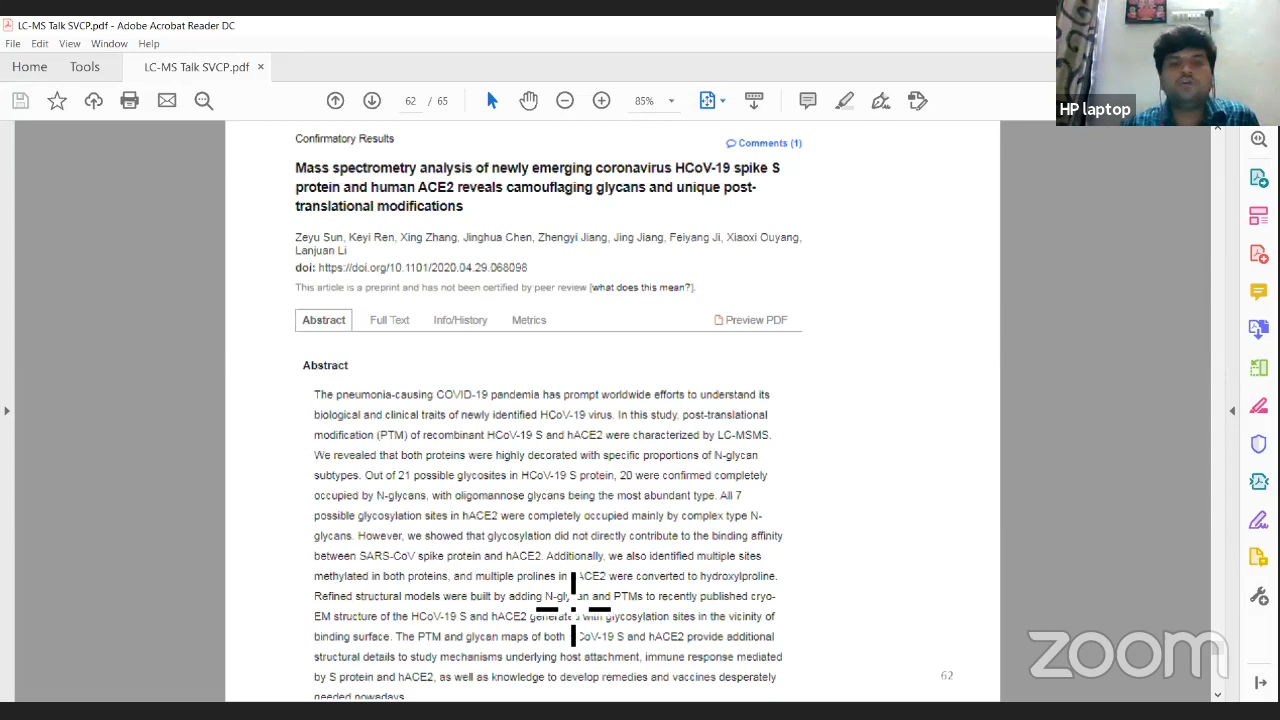 LC-MS Talk SVCP.pdf - Adobe Acrobat Reader DC
File Edit View Window Help
Home Tools LC-MS Talk SVCP.pdf ×
62 / 65 85%
HP laptop
Confirmatory Results
Comments (1)
Mass spectrometry analysis of newly emerging coronavirus HCoV-19 spike S
protein and human ACE2 reveals camouflaging glycans and unique post-
translational modifications
Zeyu Sun, Keyi Ren, Xing Zhang, Jinghua Chen, Zhengyi Jiang, Jing Jiang, Feiyang Ji, Xiaoxi Ouyang,
Lanjuan Li
doi: https://doi.org/10.1101/2020.04.29.068098
This article is a preprint and has not been certified by peer review [what does this mean?].
Abstract Full Text Info/History Metrics Preview PDF
Abstract
The pneumonia-causing COVID-19 pandemia has prompt worldwide efforts to understand its
biological and clinical traits of newly identified HCoV-19 virus. In this study, post-translational
modification (PTM) of recombinant HCoV-19 S and hACE2 were characterized by LC-MSMS.
We revealed that both proteins were highly decorated with specific proportions of N-glycan
subtypes. Out of 21 possible glycosites in HCoV-19 S protein, 20 were confirmed completely
occupied by N-glycans, with oligomannose glycans being the most abundant type. All 7
possible glycosylation sites in hACE2 were completely occupied mainly by complex type N-
glycans. However, we showed that glycosylation did not directly contribute to the binding affinity
between SARS-CoV spike protein and hACE2. Additionally, we also identified multiple sites
methylated in both proteins, and multiple prolines in ACE2 were converted to hydroxylproline.
Refined structural models were built by adding and PTMs to recently published cryo-
EM structure of the HCoV-19 S and hACE2 generated with glycosylation sites in the vicinity of
binding surface. The PTM and glycan maps of both CoV-19 S and hACE2 provide additional
structural details to study mechanisms underlying host attachment, immune response mediated
by S protein and hACE2, as well as knowledge to develop remedies and vaccines desperately
needed nowadays.
62
zoom